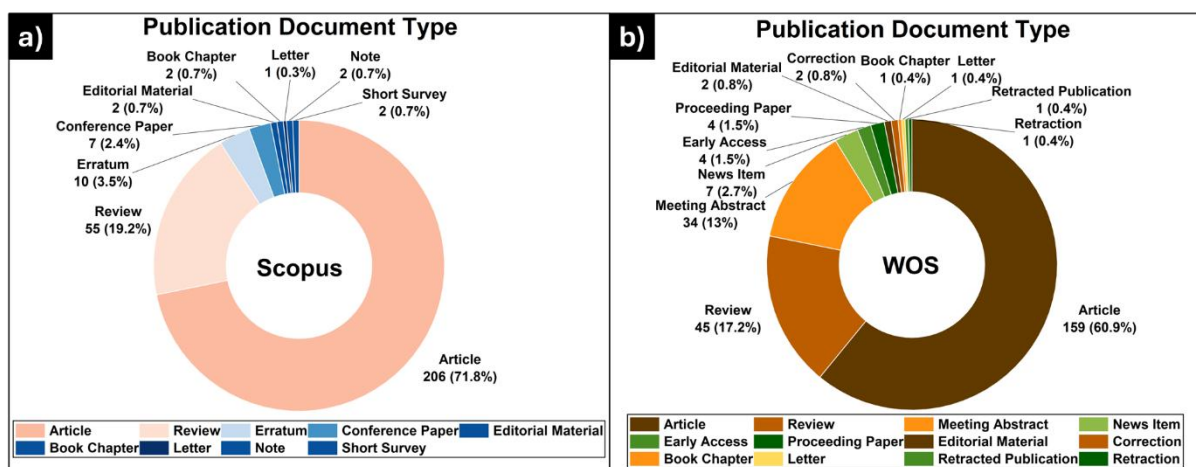 a)
Publication Document Type
Book Chapter
2 (0.7%)
Letter
1 (0.3%)
Note
2 (0.7%)
Editorial Material
2 (0.7%)
Short Survey
2 (0.7%)
Conference Paper
7 (2.4%)
Erratum
10 (3.5%)
Review
55 (19.2%)
Scopus
Article
206 (71.8%)
Article Review Erratum Conference Paper Editorial Material
Book Chapter Letter Note Short Survey
b)
Publication Document Type
Editorial Material
2 (0.8%)
Correction
2 (0.8%)
Book Chapter
1 (0.4%)
Letter
1 (0.4%)
Retracted Publication
1 (0.4%)
Retraction
1 (0.4%)
Proceeding Paper
4 (1.5%)
Early Access
4 (1.5%)
News Item
7 (2.7%)
Meeting Abstract
34 (13%)
Review
45 (17.2%)
WOS
Article
159 (60.9%)
Article Review Meeting Abstract News Item
Early Access Proceeding Paper Editorial Material Correction
Book Chapter Letter Retracted Publication Retraction